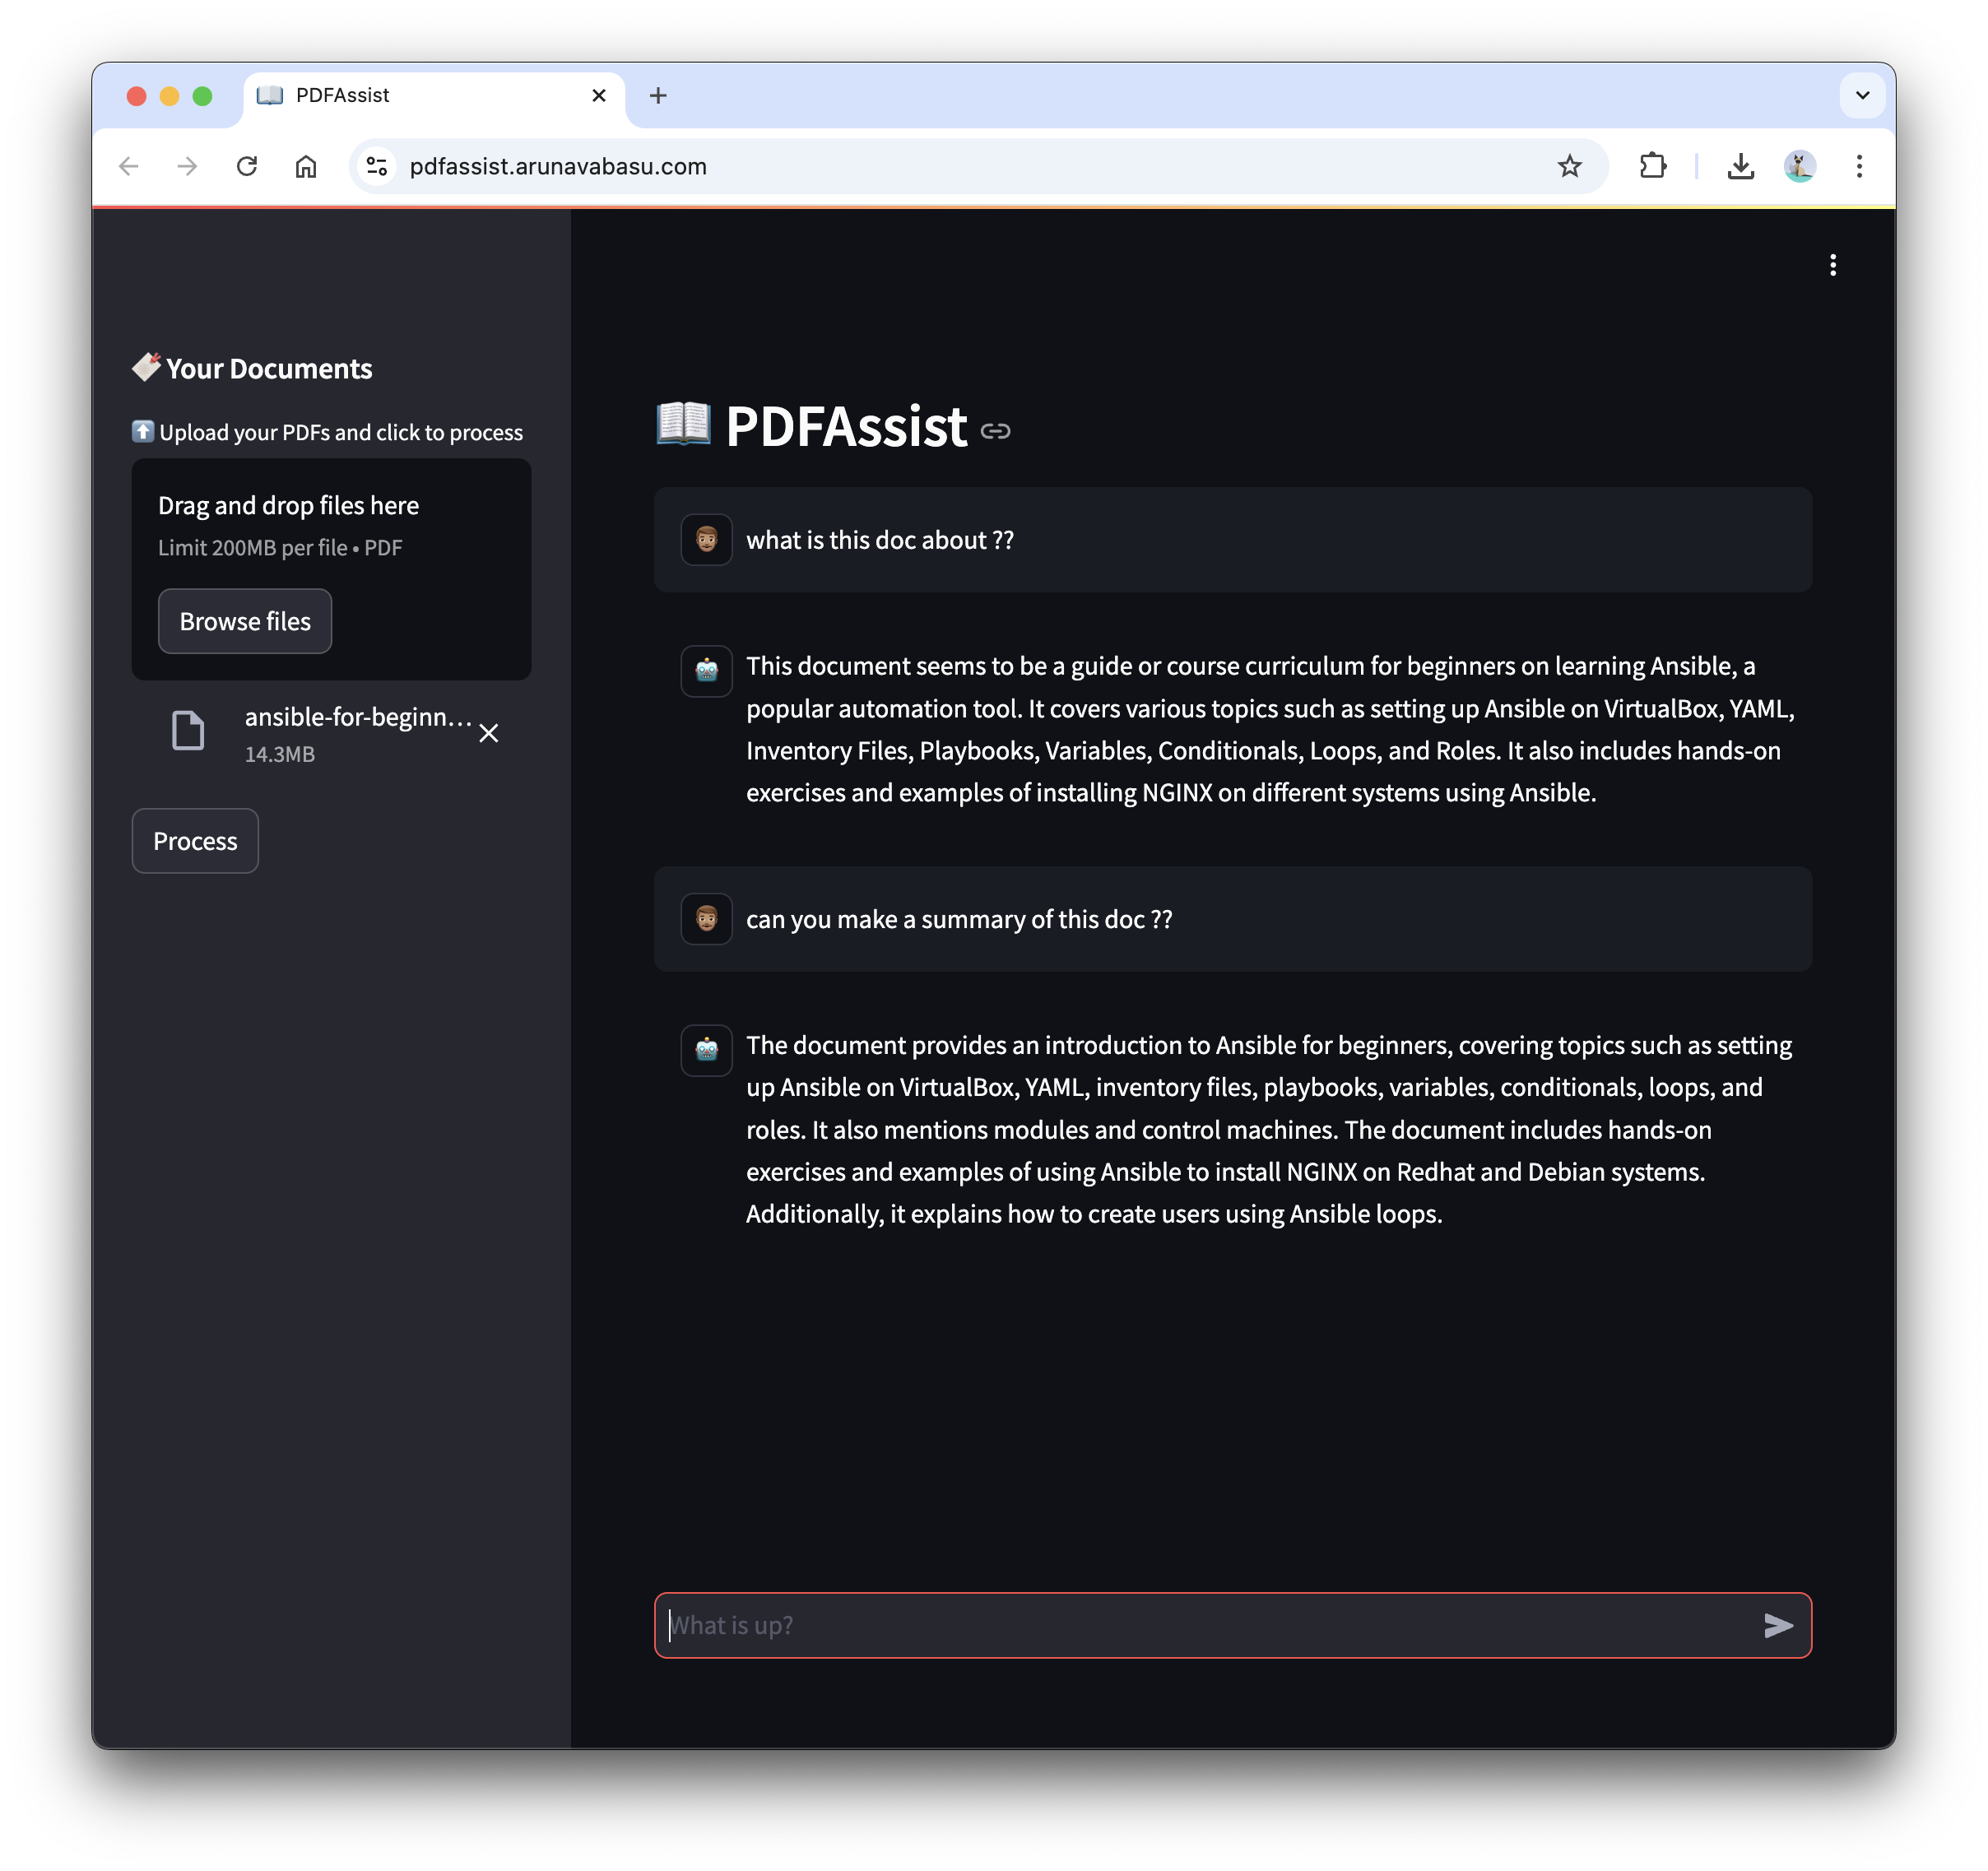 PDFAssist
pdfassist.arunavabasu.com
Your Documents
Upload your PDFs and click to process
Drag and drop files here
Limit 200MB per file • PDF
Browse files
ansible-for-beginn...
14.3MB
Process
PDFAssist
what is this doc about ??
This document seems to be a guide or course curriculum for beginners on learning Ansible, a
popular automation tool. It covers various topics such as setting up Ansible on VirtualBox, YAML,
Inventory Files, Playbooks, Variables, Conditionals, Loops, and Roles. It also includes hands-on
exercises and examples of installing NGINX on different systems using Ansible.
can you make a summary of this doc ??
The document provides an introduction to Ansible for beginners, covering topics such as setting
up Ansible on VirtualBox, YAML, inventory files, playbooks, variables, conditionals, loops, and
roles. It also mentions modules and control machines. The document includes hands-on
exercises and examples of using Ansible to install NGINX on Redhat and Debian systems.
Additionally, it explains how to create users using Ansible loops.
What is up?